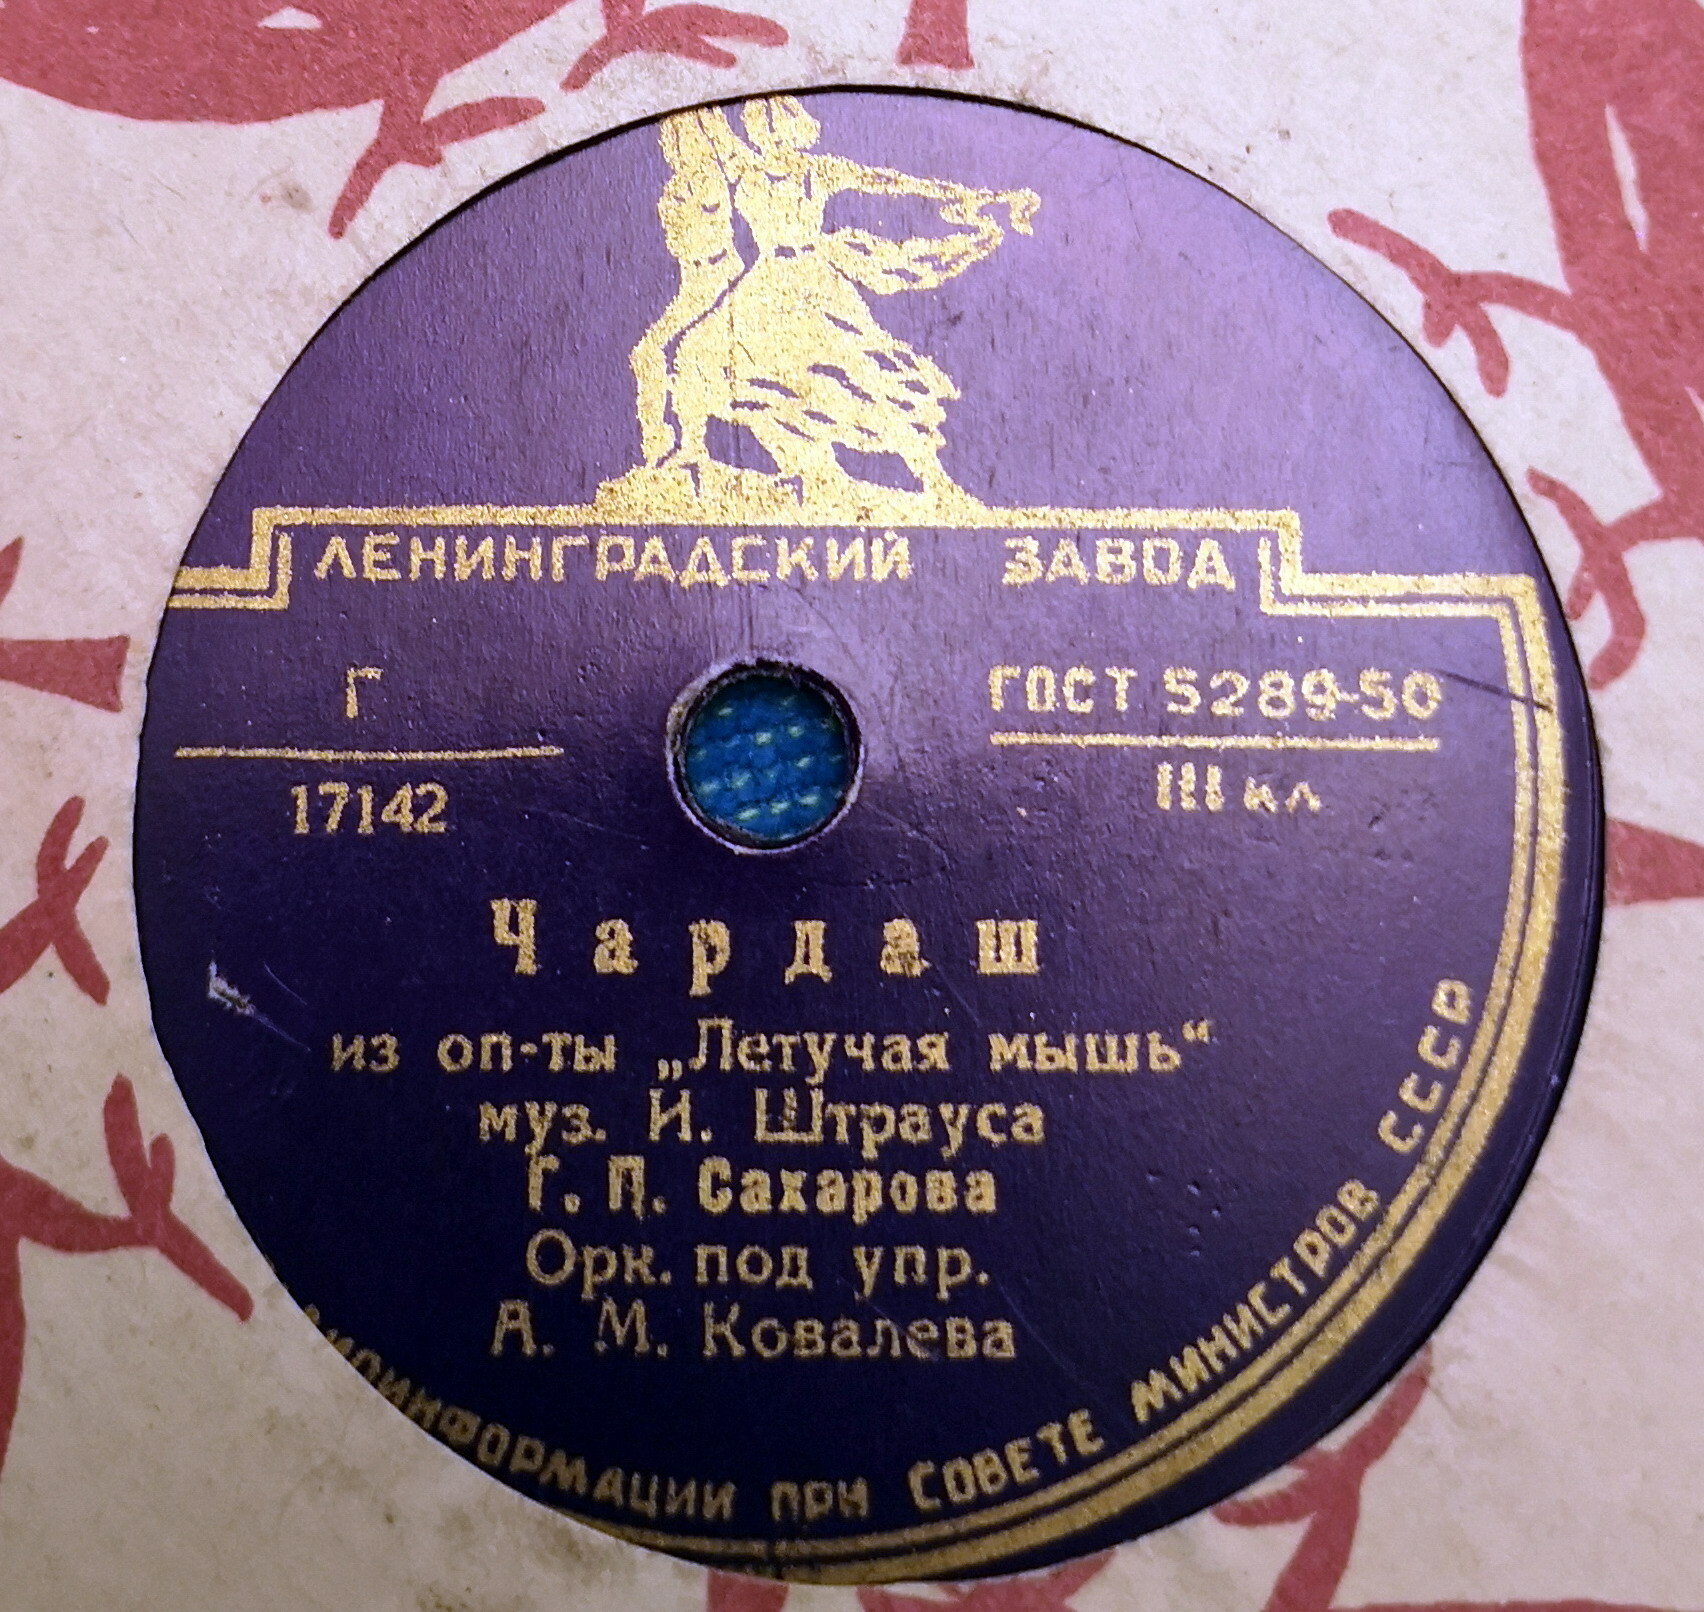 ЛЕНИНГРАДСКИЙ ЗАВОД
Г
17142
ГОСТ 5289-50
III кл
Чардаш
из оп-ты „Летучая мышь“
муз. И. Штрауса
Г. П. Сахарова
Орк. под упр.
А. М. Ковалева
ПРИ СОВЕТЕ МИНИСТРОВ СССР